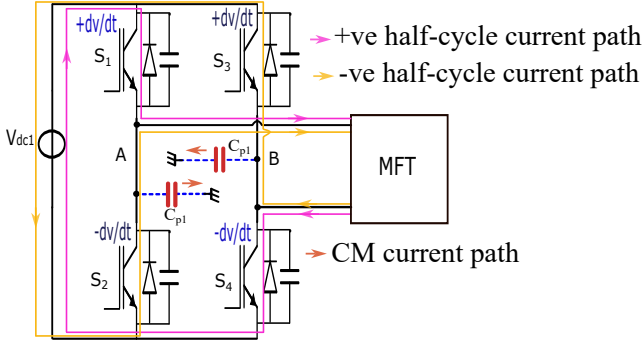 +dv/dt
+dv/dt
S1
S3
+ve half-cycle current path
-ve half-cycle current path
Vdc1
A
Cp1
B
MFT
Cp1
-dv/dt
-dv/dt
CM current path
S2
S4